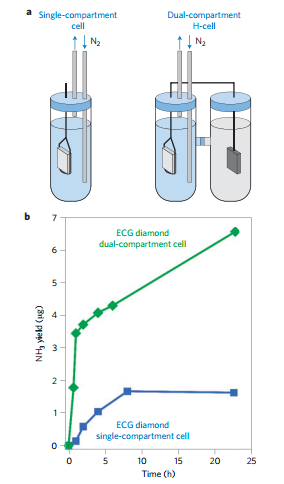 a
Single-compartment
cell
Dual-compartment
H-cell
N₂
N₂
b
7
6
5
4
3
2
1
0
NH₃ yield (μg)
ECG diamond
dual-compartment cell
ECG diamond
single-compartment cell
0 5 10 15 20 25
Time (h)